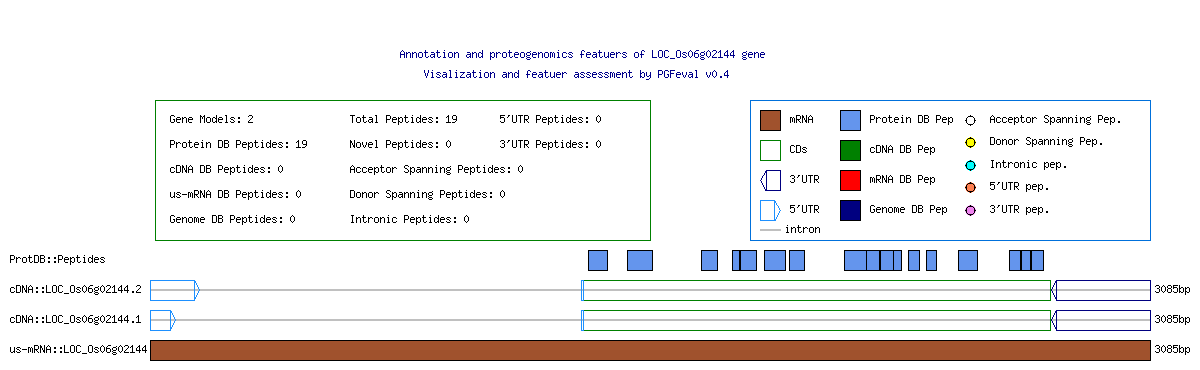 Annotation and proteogenomics featuers of LOC_Os06g02144 gene
Visalization and featuer assessment by PGFeval v0.4
Gene Models: 2 Total Peptides: 19 5'UTR Peptides: 0
Protein DB Peptides: 19 Novel Peptides: 0 3'UTR Peptides: 0
cDNA DB Peptides: 0 Acceptor Spanning Peptides: 0
us-mRNA DB Peptides: 0 Donor Spanning Peptides: 0
Genome DB Peptides: 0 Intronic Peptides: 0
mRNA Protein DB Pep Acceptor Spanning Pep.
CDs cDNA DB Pep Donor Spanning Pep.
3'UTR mRNA DB Pep Intronic pep.
5'UTR Genome DB Pep 5'UTR pep.
intron 3'UTR pep.
ProtDB::Peptides
cDNA::LOC_Os06g02144.2 3085bp
cDNA::LOC_Os06g02144.1 3085bp
us-mRNA::LOC_Os06g02144 3085bp